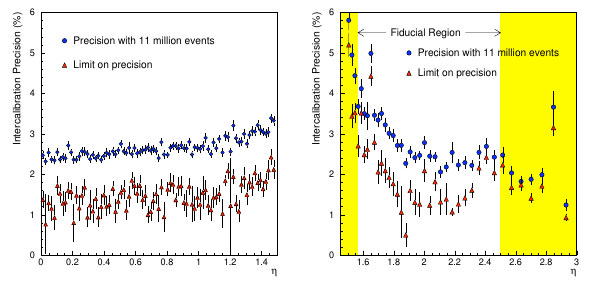 Intercalibration Precision (%)
6
5
4
3
2
1
0
Precision with 11 million events
Limit on precision
0 0.2 0.4 0.6 0.8 1 1.2 1.4
η
Intercalibration Precision (%)
6
5
4
3
2
1
0
Fiducial Region
Precision with 11 million events
Limit on precision
1.6 1.8 2 2.2 2.4 2.6 2.8 3
η